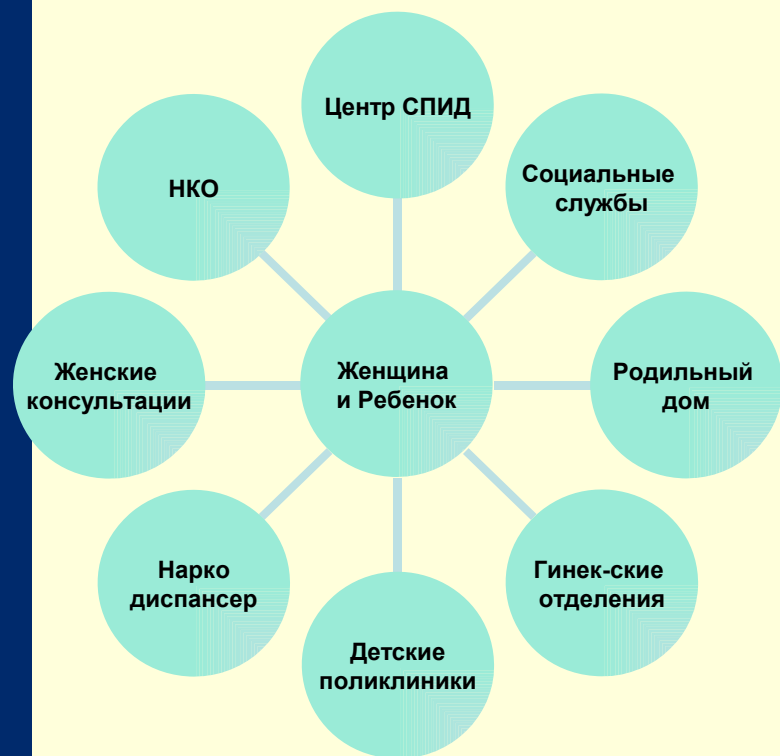 Центр СПИД
Социальные
службы
НКО
Женские
консультации
Женщина
и Ребенок
Родильный
дом
Нарко
диспансер
Гинек-ские
отделения
Детские
поликлиники